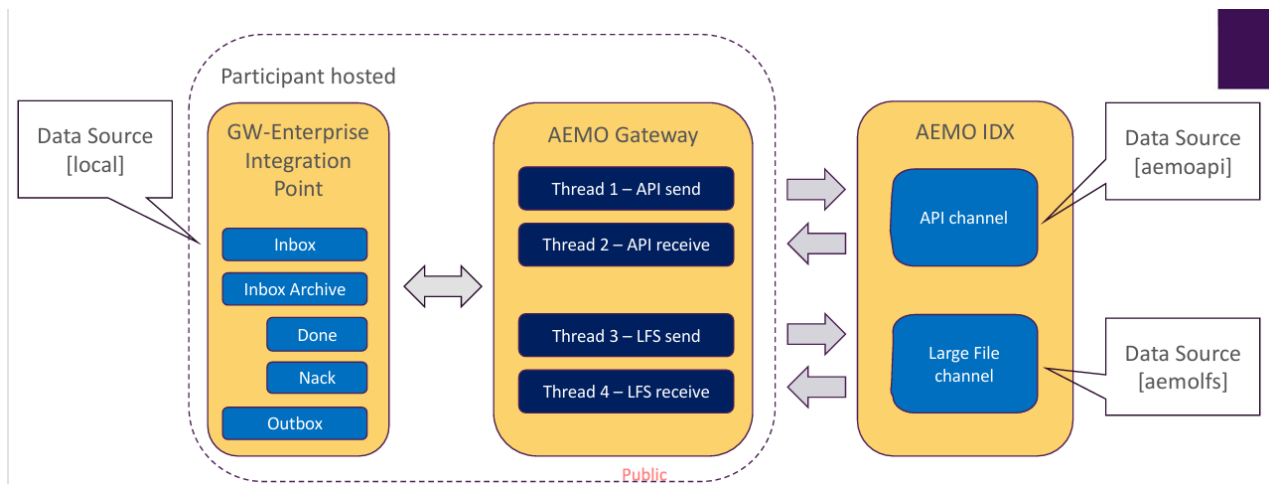 Participant hosted
Data Source
[local]
GW-Enterprise
Integration
Point
Inbox
Inbox Archive
Done
Nack
Outbox
AEMO Gateway
Thread 1 – API send
Thread 2 – API receive
Thread 3 – LFS send
Thread 4 – LFS receive
AEMO IDX
API channel
Large File
channel
Data Source
[aemoapi]
Data Source
[aemolfs]
Public